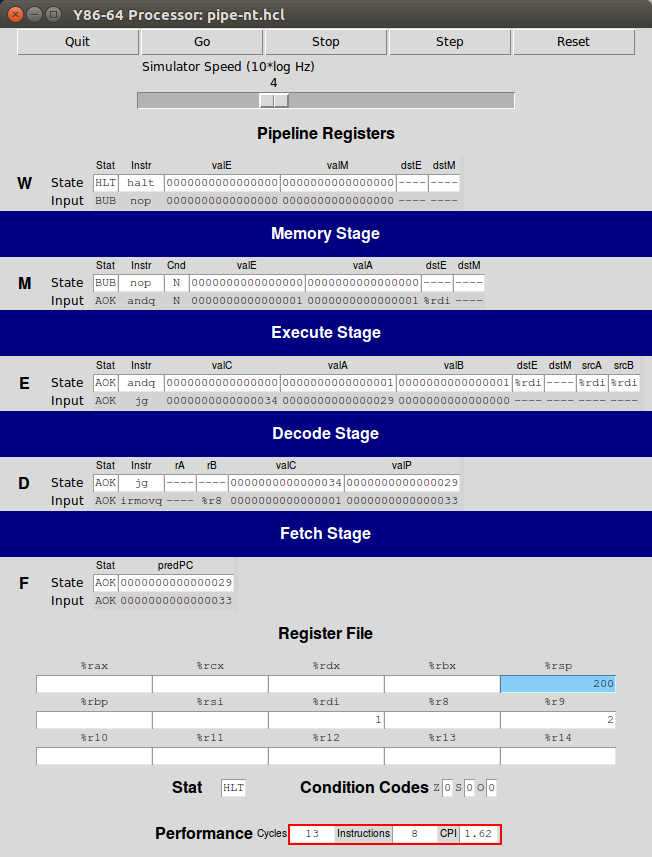 Y86-64 Processor: pipe-nt.hcl
Quit Go Stop Step Reset
Simulator Speed (10*log Hz)
4
Pipeline Registers
Stat Instr valE valM dstE dstM
W State HLT halt 0000000000000000 0000000000000000 ---- ----
Input BUB nop 0000000000000000 0000000000000000 ---- ----
Memory Stage
Stat Instr Cnd valE valA dstE dstM
M State BUB nop N 0000000000000000 0000000000000000 ---- ----
Input AOK andq N 0000000000000001 0000000000000001 %rdi ----
Execute Stage
Stat Instr valC valA valB dstE dstM srcA srcB
E State AOK andq 0000000000000000 0000000000000001 0000000000000001 %rdi ---- %rdi %rdi
Input AOK jg 0000000000000034 0000000000000029 0000000000000000 ---- ---- ---- ----
Decode Stage
Stat Instr rA rB valC valP
D State AOK jg ---- ---- 0000000000000034 0000000000000029
Input AOK irmovq ---- %r8 0000000000000001 0000000000000033
Fetch Stage
Stat predPC
F State AOK 0000000000000029
Input AOK 0000000000000033
Register File
%rax %rcx %rdx %rbx %rsp
200
%rbp %rsi %rdi %r8 %r9
1 2
%r10 %r11 %r12 %r13 %r14
Stat HLT Condition Codes Z 0 S 0 O 0
Performance Cycles 13 Instructions 8 CPI 1.62